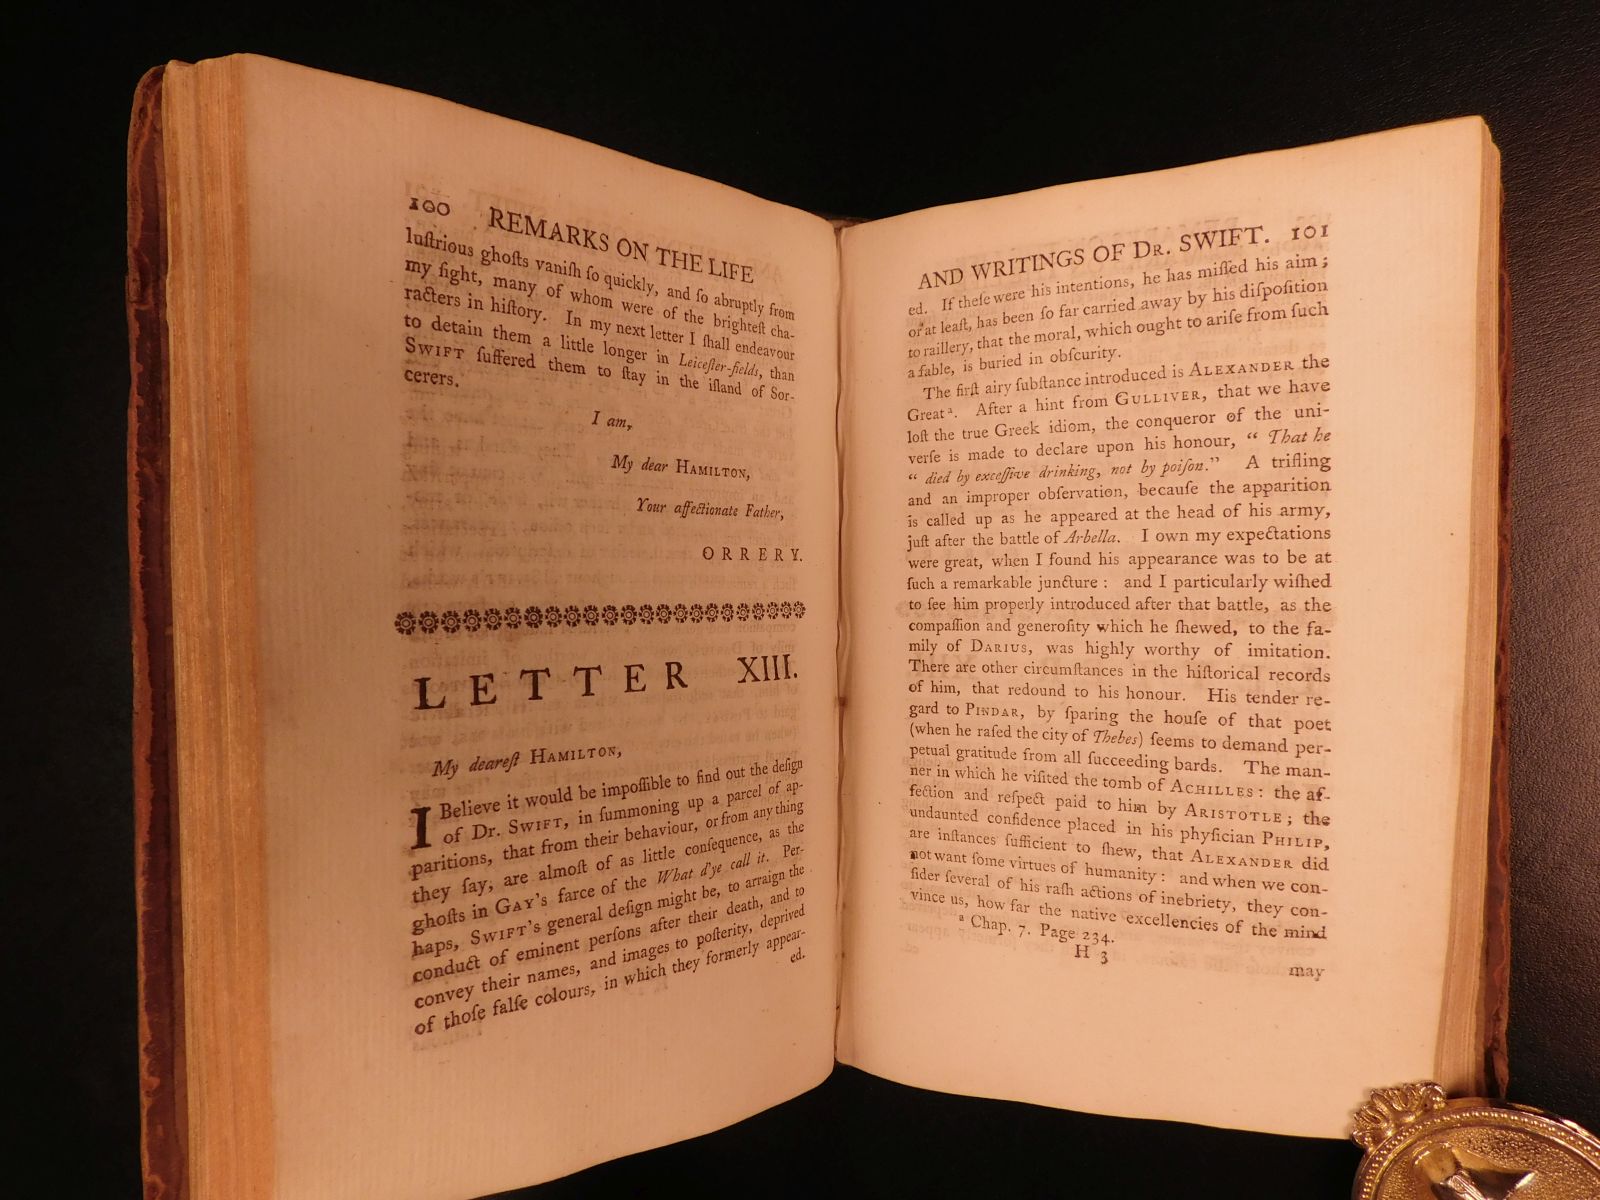 100 REMARKS ON THE LIFE
luſtrious ghoſts vaniſh ſo quickly, and ſo abruptly from
my ſight, many of whom were of the brighteſt cha-
racters in hiſtory. In my next letter I ſhall endeavour
to detain them a little longer in Leiceſter-fields, than
SWIFT ſuffered them to ſtay in the iſland of Sor-
cerers.
I am,
My dear HAMILTON,
Your affectionate Father,
ORRERY.
LETTER XIII.
My deareſt HAMILTON,
I Believe it would be impoſſible to find out the deſign
of Dr. SWIFT, in ſummoning up a parcel of ap-
paritions, that from their behaviour, or from any thing
they ſay, are almoſt of as little conſequence, as the
ghoſts in GAY's farce of the What d'ye call it. Per-
haps, SWIFT's general deſign might be, to arraign the
conduct of eminent perſons after their death, and to
convey their names, and images to poſterity, deprived
of thoſe falſe colours, in which they formerly appear-
ed.
AND WRITINGS OF DR. SWIFT. 101
ed. If theſe were his intentions, he has miſſed his aim;
or at leaſt, has been ſo far carried away by his diſpoſition
to raillery, that the moral, which ought to ariſe from ſuch
a fable, is buried in obſcurity.
The firſt airy ſubſtance introduced is ALEXANDER the
Great ᵃ. After a hint from GULLIVER, that we have
loſt the true Greek idiom, the conqueror of the uni-
verſe is made to declare upon his honour, “ That he
“ died by exceſſive drinking, not by poiſon.” A trifling
and an improper obſervation, becauſe the apparition
is called up as he appeared at the head of his army,
juſt after the battle of Arbella. I own my expectations
were great, when I found his appearance was to be at
ſuch a remarkable juncture : and I particularly wiſhed
to ſee him properly introduced after that battle, as the
compaſſion and generoſity which he ſhewed, to the fa-
mily of DARIUS, was highly worthy of imitation.
There are other circumſtances in the hiſtorical records
of him, that redound to his honour. His tender re-
gard to PINDAR, by ſparing the houſe of that poet
(when he raſed the city of Thebes) ſeems to demand per-
petual gratitude from all ſucceeding bards. The man-
ner in which he viſited the tomb of ACHILLES : the af-
fection and reſpect paid to him by ARISTOTLE ; the
undaunted confidence placed in his phyſician PHILIP,
are inſtances ſufficient to ſhew, that ALEXANDER did
not want ſome virtues of humanity : and when we con-
ſider ſeveral of his raſh actions of inebriety, they con-
vince us, how far the native excellencies of the mind
ᵃ Chap. 7. Page 234.
H 3
may